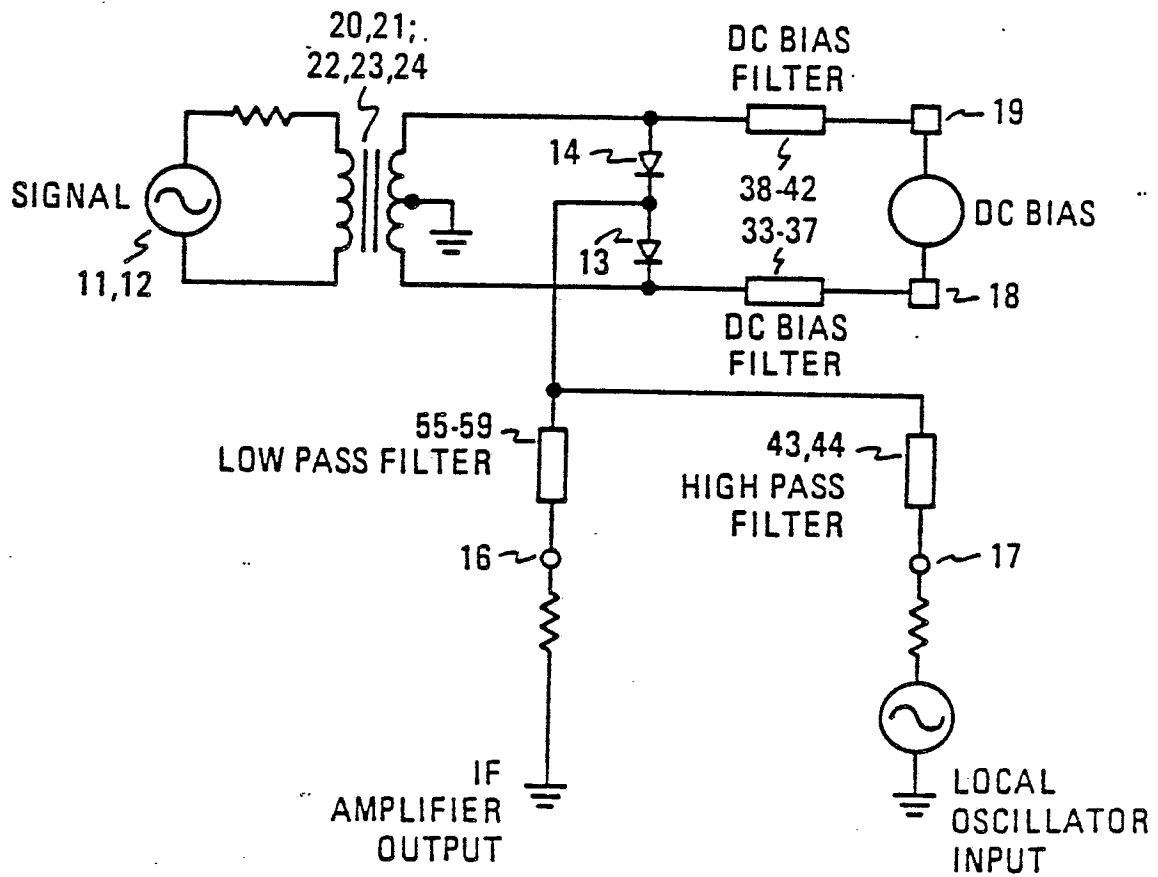 20,21;
22,23,24
DC BIAS
FILTER
19
14
SIGNAL
38-42
DC BIAS
33-37
11,12
13
18
DC BIAS
FILTER
55-59
LOW PASS FILTER
43,44
HIGH PASS
FILTER
16
17
IF
AMPLIFIER
OUTPUT
LOCAL
OSCILLATOR
INPUT